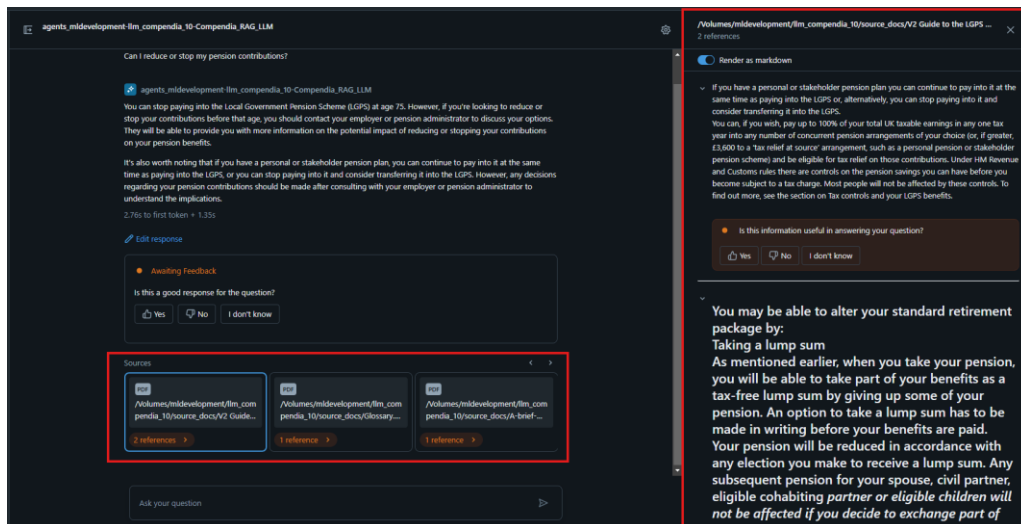 agents_mldevelopment-llm_compendia_10-Compendia_RAG_LLM
Can I reduce or stop my pension contributions?
agents_mldevelopment-llm_compendia_10-Compendia_RAG_LLM
You can stop paying into the Local Government Pension Scheme (LGPS) at age 75. However, if you're looking to reduce or
stop your contributions before that age, you should contact your employer or pension administrator to discuss your options.
They will be able to provide you with more information on the potential impact of reducing or stopping your contributions
on your pension benefits.
It's also worth noting that if you have a personal or stakeholder pension plan, you can continue to pay into it at the same
time as paying into the LGPS, or you can stop paying into it and consider transferring it into the LGPS. However, any decisions
regarding your pension contributions should be made after consulting with your employer or pension administrator to
understand the implications.
2.76s to first token + 1.35s
Edit response
Awaiting Feedback
Is this a good response for the question?
Yes No I don't know
Sources
PDF
/Volumes/mldevelopment/llm_com
pendia_10/source_docs/V2 Guide...
2 references
PDF
/Volumes/mldevelopment/llm_com
pendia_10/source_docs/Glossary....
1 reference
PDF
/Volumes/mldevelopment/llm_com
pendia_10/source_docs/A-brief-...
1 reference
Ask your question
/Volumes/mldevelopment/llm_compendia_10/source_docs/V2 Guide to the LGPS ...
2 references
Render as markdown
If you have a personal or stakeholder pension plan you can continue to pay into it at the
same time as paying into the LGPS or, alternatively, you can stop paying into it and
consider transferring it into the LGPS.
You can, if you wish, pay up to 100% of your total UK taxable earnings in any one tax
year into any number of concurrent pension arrangements of your choice (or, if greater,
£3,600 to a 'tax relief at source' arrangement, such as a personal pension or stakeholder
pension scheme) and be eligible for tax relief on those contributions. Under HM Revenue
and Customs rules there are controls on the pension savings you can have before you
become subject to a tax charge. Most people will not be affected by these controls. To
find out more, see the section on Tax controls and your LGPS benefits.
Is this information useful in answering your question?
Yes No I don't know
You may be able to alter your standard retirement
package by:
Taking a lump sum
As mentioned earlier, when you take your pension,
you will be able to take part of your benefits as a
tax-free lump sum by giving up some of your
pension. An option to take a lump sum has to be
made in writing before your benefits are paid.
Your pension will be reduced in accordance with
any election you make to receive a lump sum. Any
subsequent pension for your spouse, civil partner,
eligible cohabiting partner or eligible children will
not be affected if you decide to exchange part of